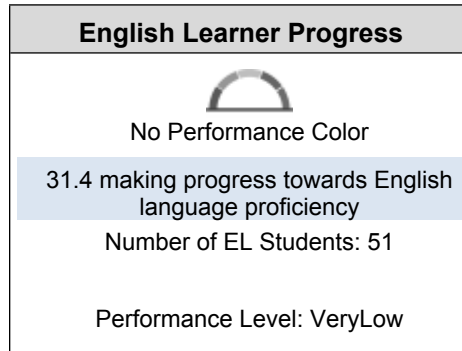 English Learner Progress
No Performance Color
31.4 making progress towards English
language proficiency
Number of EL Students: 51
Performance Level: VeryLow